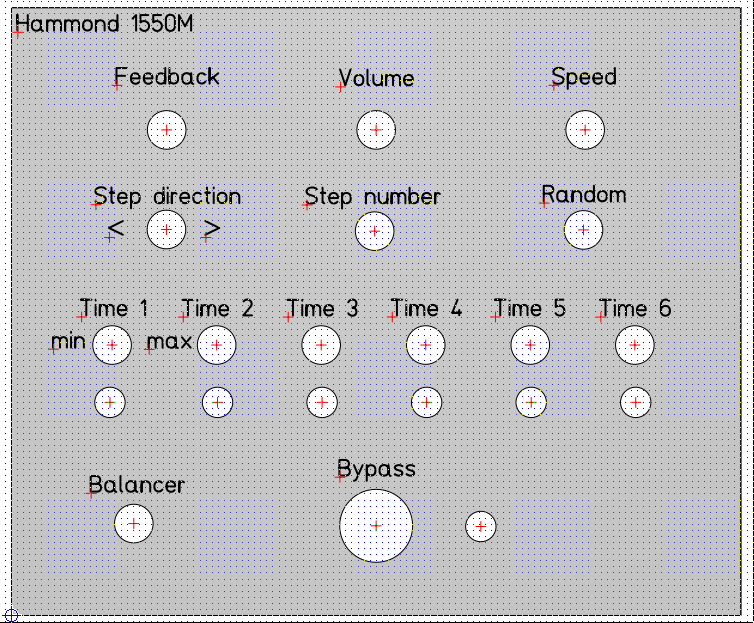 Hammond 1550M
Feedback Volume Speed
Step direction Step number Random
< >
Time 1 Time 2 Time 3 Time 4 Time 5 Time 6
min max
Balancer Bypass